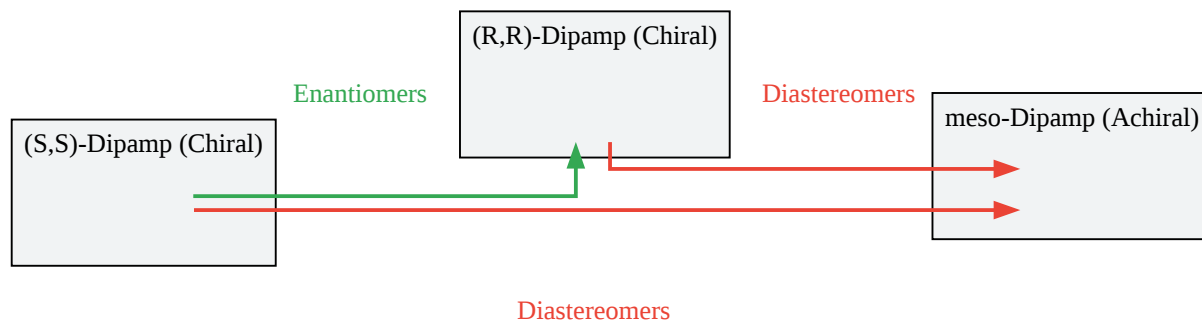 (R,R)-Dipamp (Chiral)
Enantiomers
Diastereomers
meso-Dipamp (Achiral)
(S,S)-Dipamp (Chiral)
Diastereomers